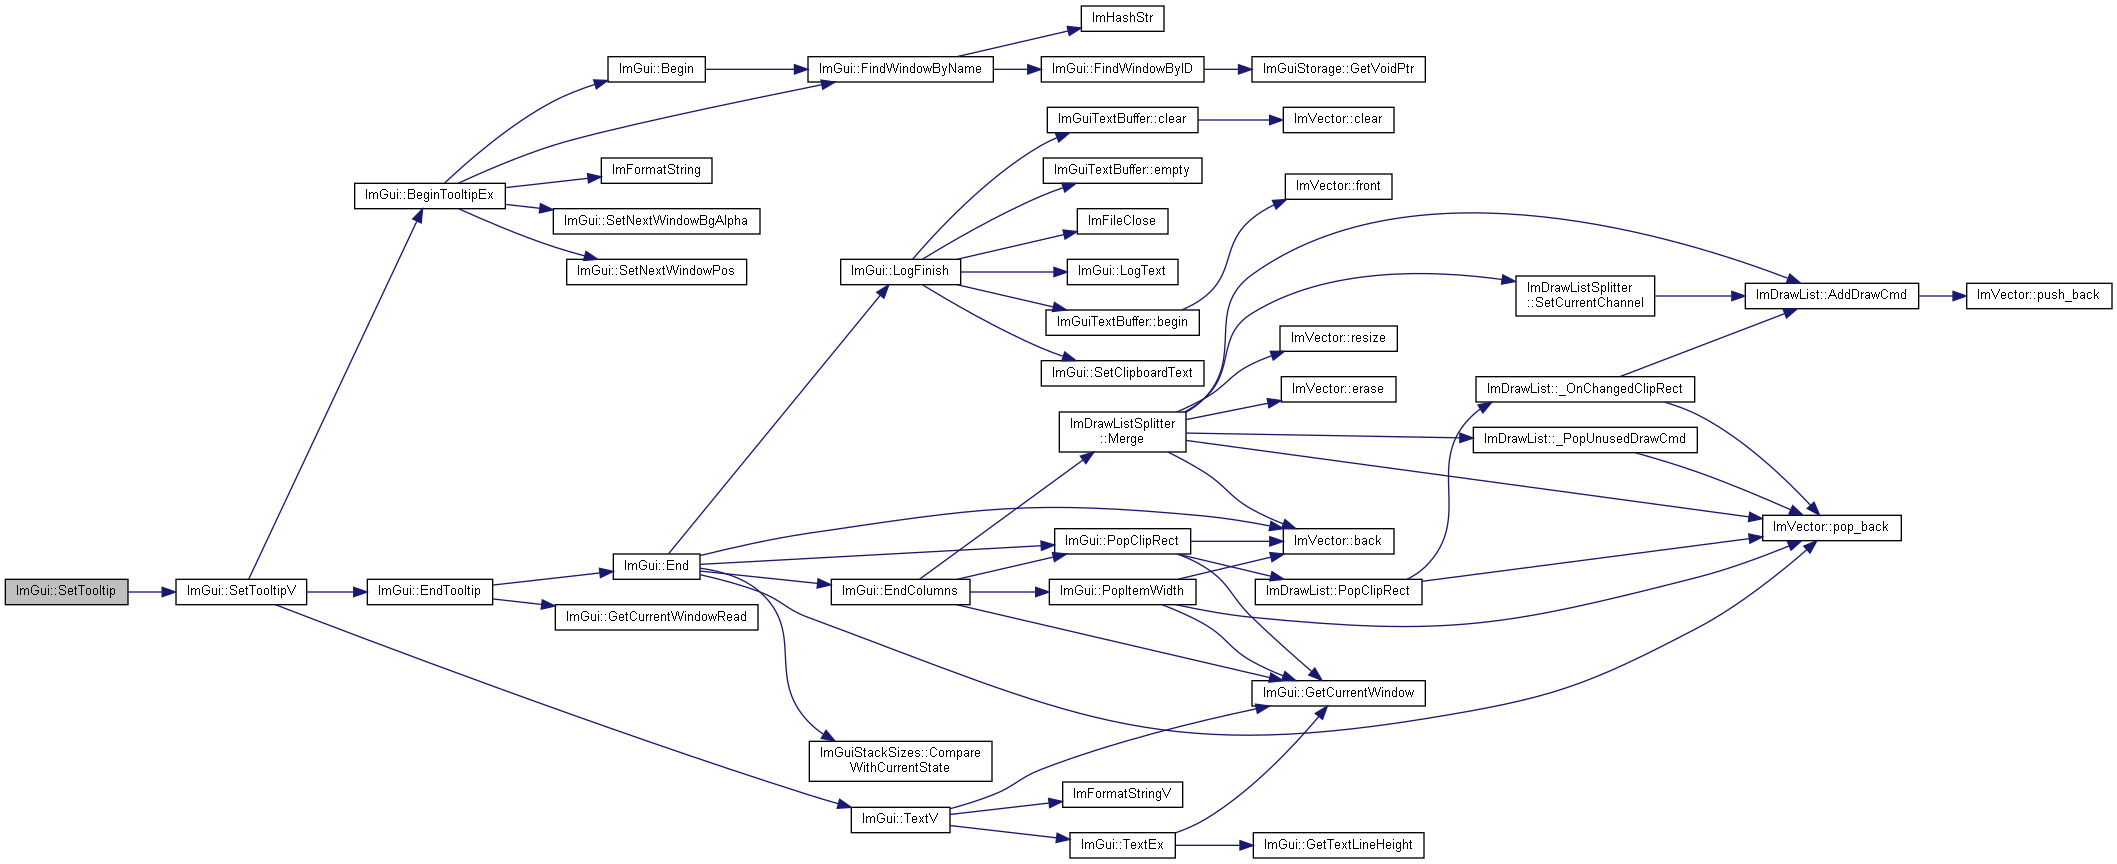 ImHashStr
ImGui::Begin
ImGui::FindWindowByName
ImGui::FindWindowByID
ImGuiStorage::GetVoidPtr
ImGuiTextBuffer::clear
ImVector::clear
ImFormatString
ImGuiTextBuffer::empty
ImVector::front
ImGui::BeginTooltipEx
ImGui::SetNextWindowBgAlpha
ImFileClose
ImGui::SetNextWindowPos
ImGui::LogFinish
ImGui::LogText
ImDrawListSplitter
::SetCurrentChannel
ImDrawList::AddDrawCmd
ImVector::push_back
ImGuiTextBuffer::begin
ImVector::resize
ImGui::SetClipboardText
ImVector::erase
ImDrawList::_OnChangedClipRect
ImDrawListSplitter
::Merge
ImDrawList::_PopUnusedDrawCmd
ImVector::pop_back
ImGui::PopClipRect
ImVector::back
ImGui::End
ImGui::SetTooltip
ImGui::SetTooltipV
ImGui::EndTooltip
ImGui::EndColumns
ImGui::PopItemWidth
ImDrawList::PopClipRect
ImGui::GetCurrentWindowRead
ImGui::GetCurrentWindow
ImGuiStackSizes::Compare
WithCurrentState
ImFormatStringV
ImGui::TextV
ImGui::TextEx
ImGui::GetTextLineHeight